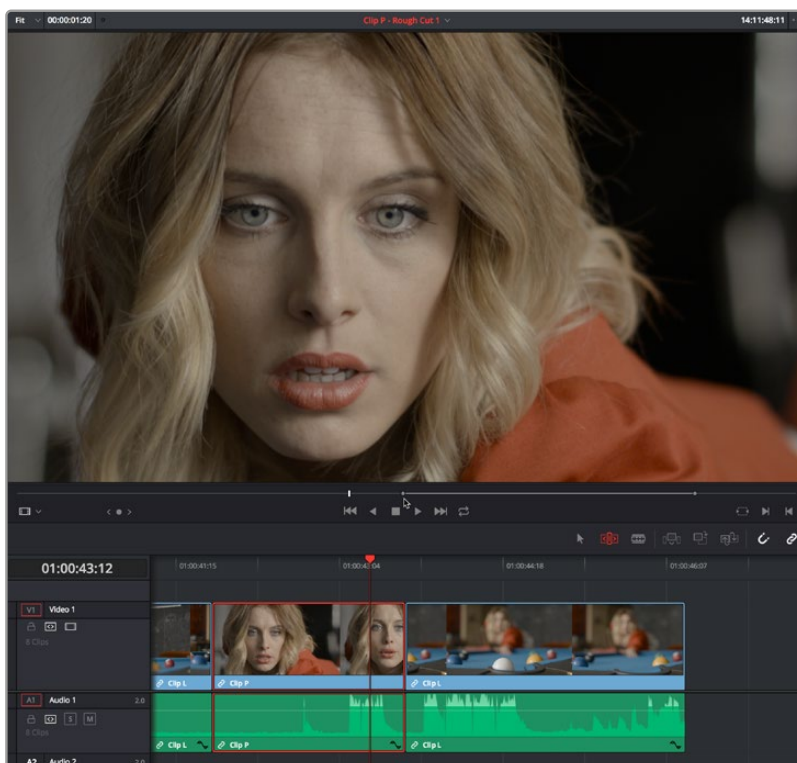 Fit 00:00:01:20 Clip P - Rough Cut 1 14:11:48:11
01:00:43:12 01:00:41:15 01:00:44:18 01:00:46:07
V1 Video 1
8 Clips
Clip L Clip P Clip L
A1 Audio 1 2.0
S M
8 Clips
Clip L Clip P Clip L
A2 Audio 2 2.0